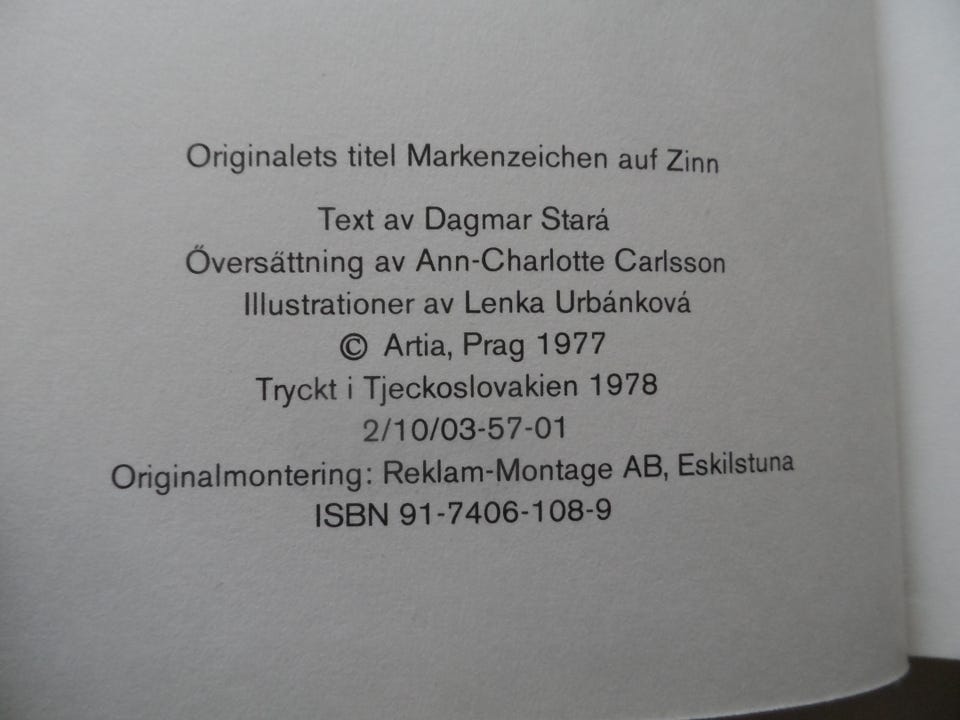 Originalets titel Markenzeichen auf Zinn
Text av Dagmar Stará
Őversáttning av Ann-Charlotte Carlsson
Illustrationer av Lenka Urbánková
© Artia, Prag 1977
Tryckt i Tjeckoslovakien 1978
2/10/03-57-01
Originalmontering: Reklam-Montage AB, Eskilstuna
ISBN 91-7406-108-9